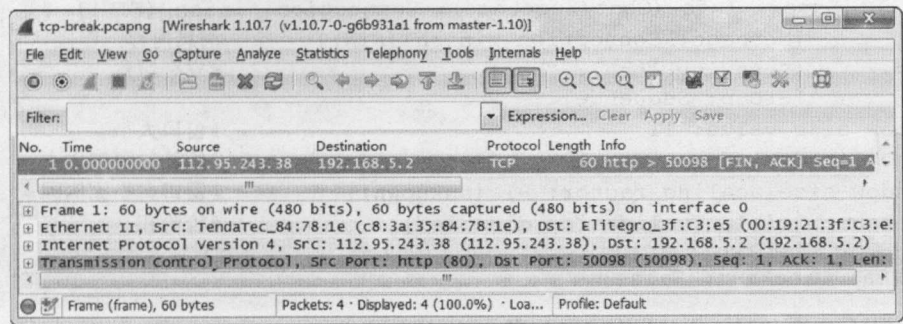 tcp-break.pcapng [Wireshark 1.10.7 (v1.10.7-0-g6b931a1 from master-1.10)]
File Edit View Go Capture Analyze Statistics Telephony Tools Internals Help
Filter: Expression... Clear Apply Save
No. Time Source Destination Protocol Length Info
1 0.000000000 112.95.243.38 192.168.5.2 TCP 60 http > 50098 [FIN, ACK] Seq=1 A
Frame 1: 60 bytes on wire (480 bits), 60 bytes captured (480 bits) on interface 0
Ethernet II, Src: TendaTec_84:78:1e (c8:3a:35:84:78:1e), Dst: Elitegro_3f:c3:e5 (00:19:21:3f:c3:e5
Internet Protocol Version 4, Src: 112.95.243.38 (112.95.243.38), Dst: 192.168.5.2 (192.168.5.2)
Transmission Control Protocol, Src Port: http (80), Dst Port: 50098 (50098), Seq: 1, Ack: 1, Len:
Frame (frame), 60 bytes Packets: 4 · Displayed: 4 (100.0%) · Loa... Profile: Default